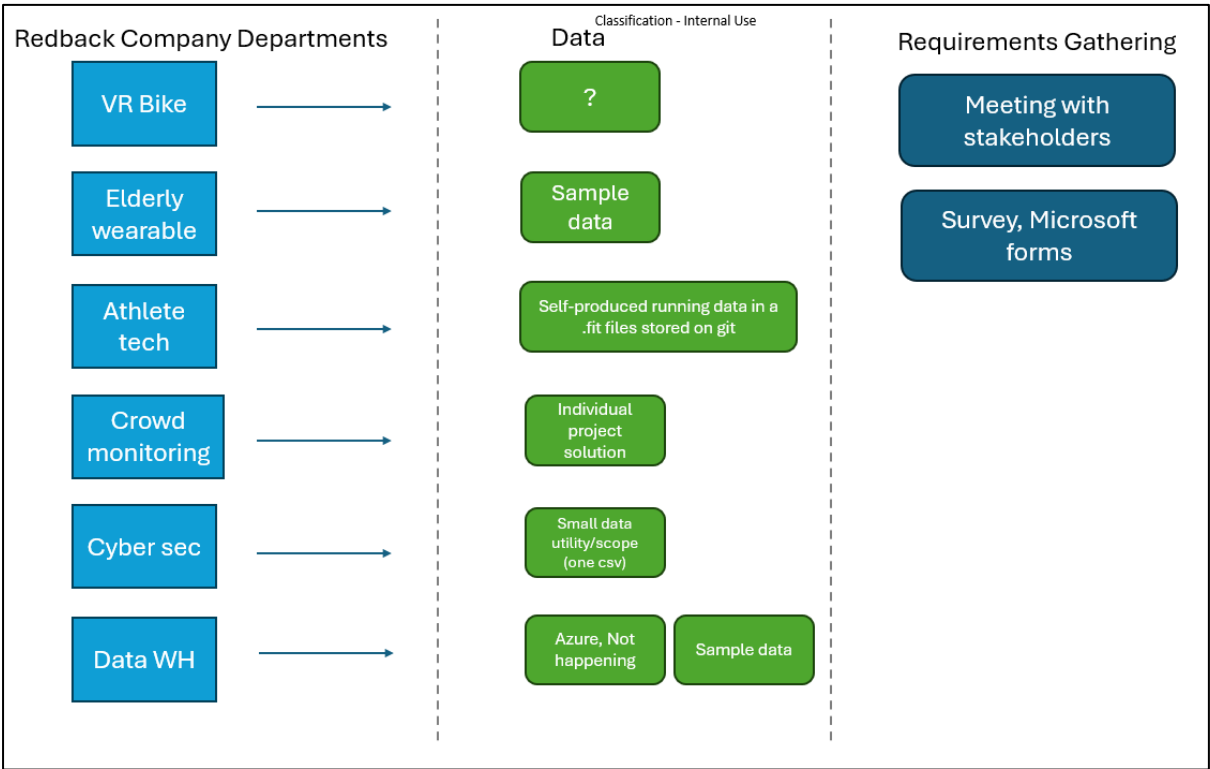 Classification - Internal Use
Redback Company Departments
Data
Requirements Gathering
VR Bike
?
Meeting with
stakeholders
Elderly
wearable
Sample
data
Survey, Microsoft
forms
Athlete
tech
Self-produced running data in a
.fit files stored on git
Crowd
monitoring
Individual
project
solution
Cyber sec
Small data
utility/scope
(one csv)
Data WH
Azure, Not
happening
Sample data